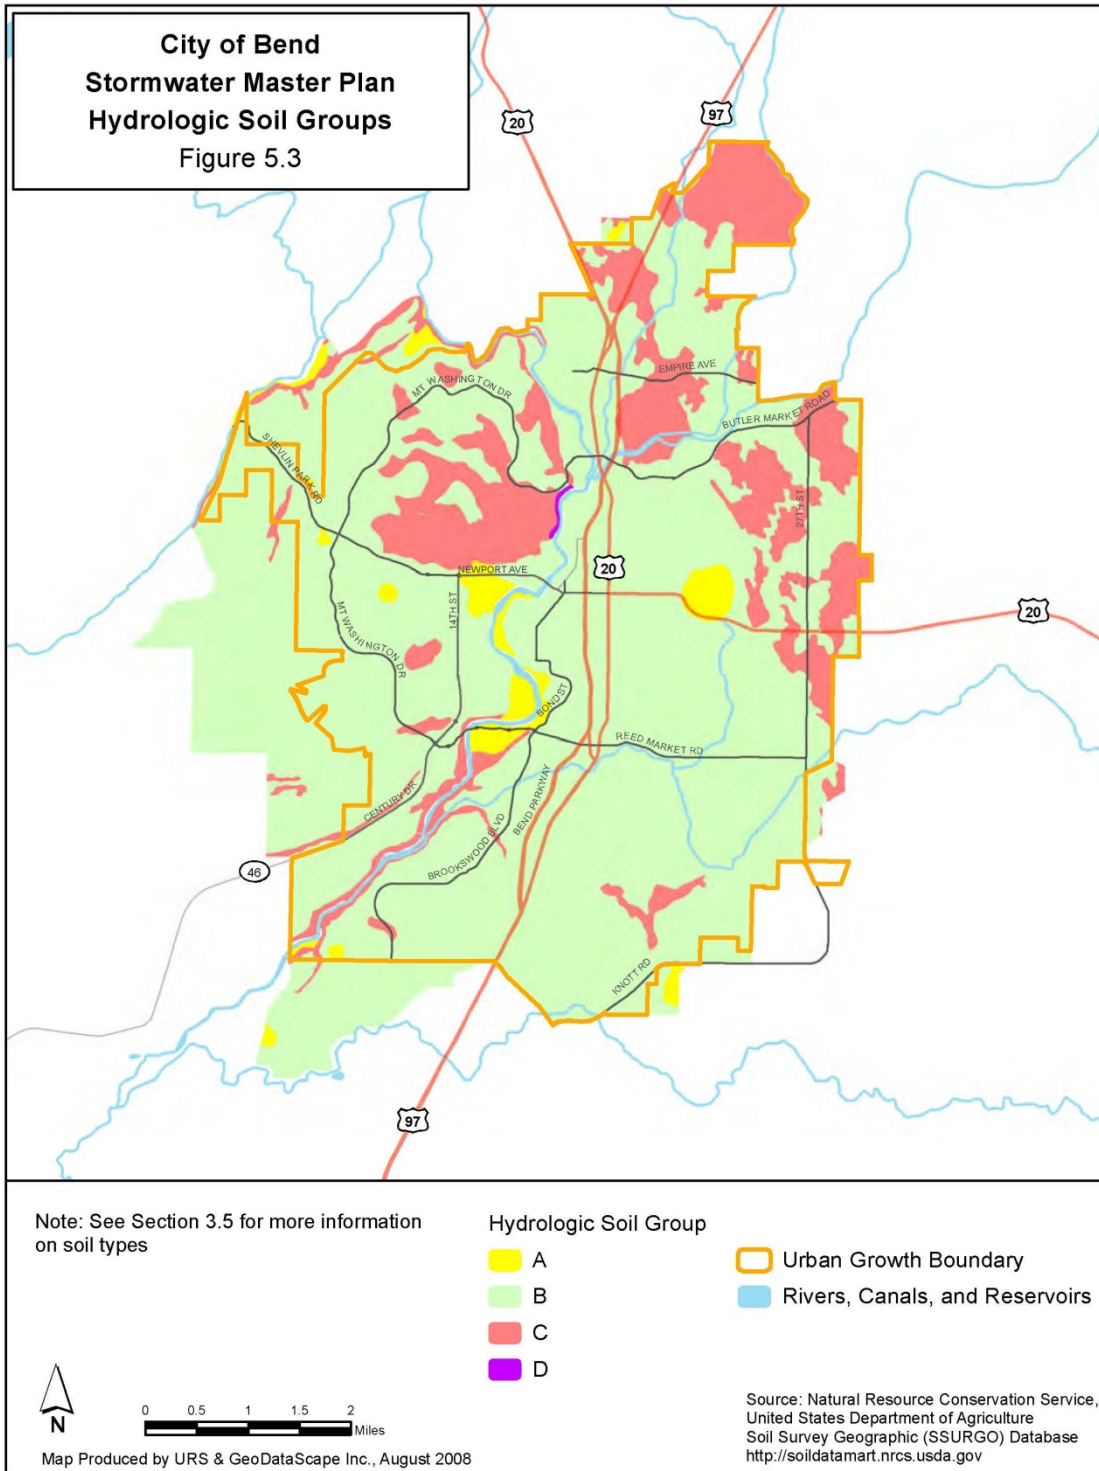 City of Bend
Stormwater Master Plan
Hydrologic Soil Groups
Figure 5.3
20
97
EMPIRE AVE
MT WASHINGTON DR
BUTLER MARKET ROAD
SHEVLIN PARK RD
27TH ST
NEWPORT AVE
20
20
14TH ST
MT WASHINGTON DR
BOND ST
REED MARKET RD
CENTURY DR
BEND PARKWAY
BROOKSWOOD BLVD
46
KNOTT RD
97
Note: See Section 3.5 for more information
on soil types
Hydrologic Soil Group
A
B
C
D
Urban Growth Boundary
Rivers, Canals, and Reservoirs
N
0 0.5 1 1.5 2
Miles
Map Produced by URS & GeoDataScape Inc., August 2008
Source: Natural Resource Conservation Service,
United States Department of Agriculture
Soil Survey Geographic (SSURGO) Database
http://soildatamart.nrcs.usda.gov